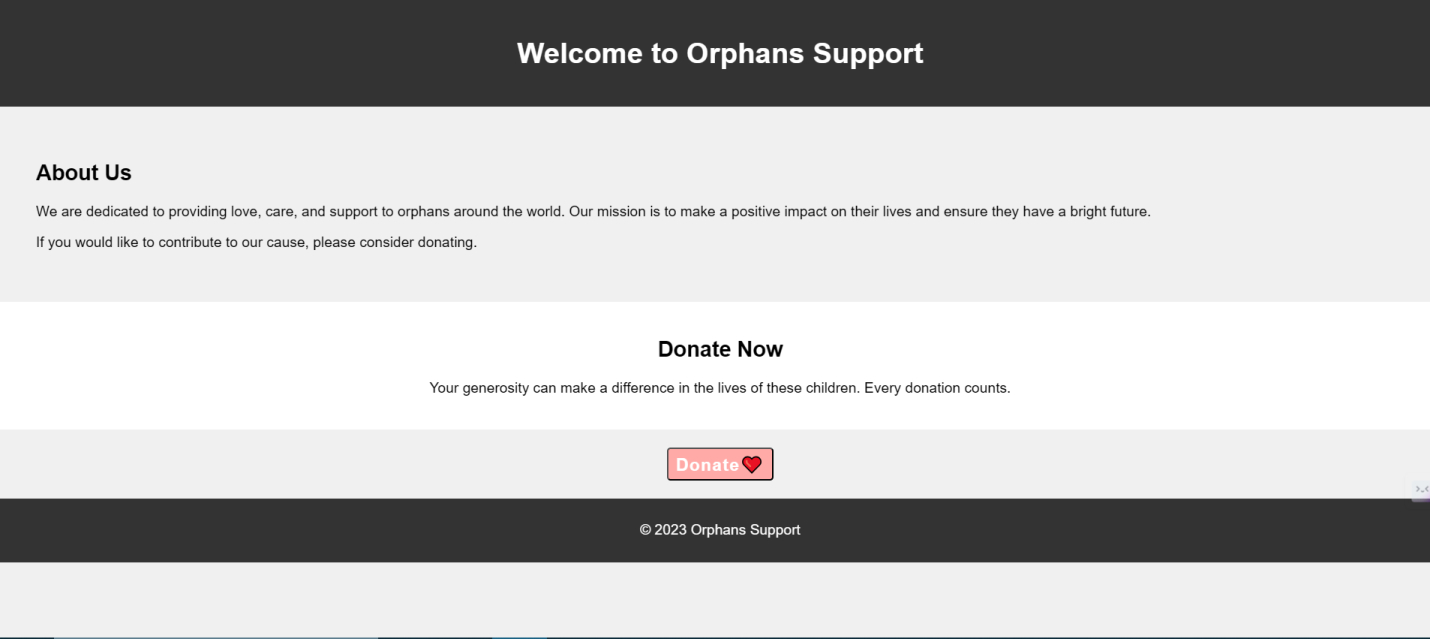 Welcome to Orphans Support
About Us
We are dedicated to providing love, care, and support to orphans around the world. Our mission is to make a positive impact on their lives and ensure they have a bright future.
If you would like to contribute to our cause, please consider donating.
Donate Now
Your generosity can make a difference in the lives of these children. Every donation counts.
Donate❤
© 2023 Orphans Support